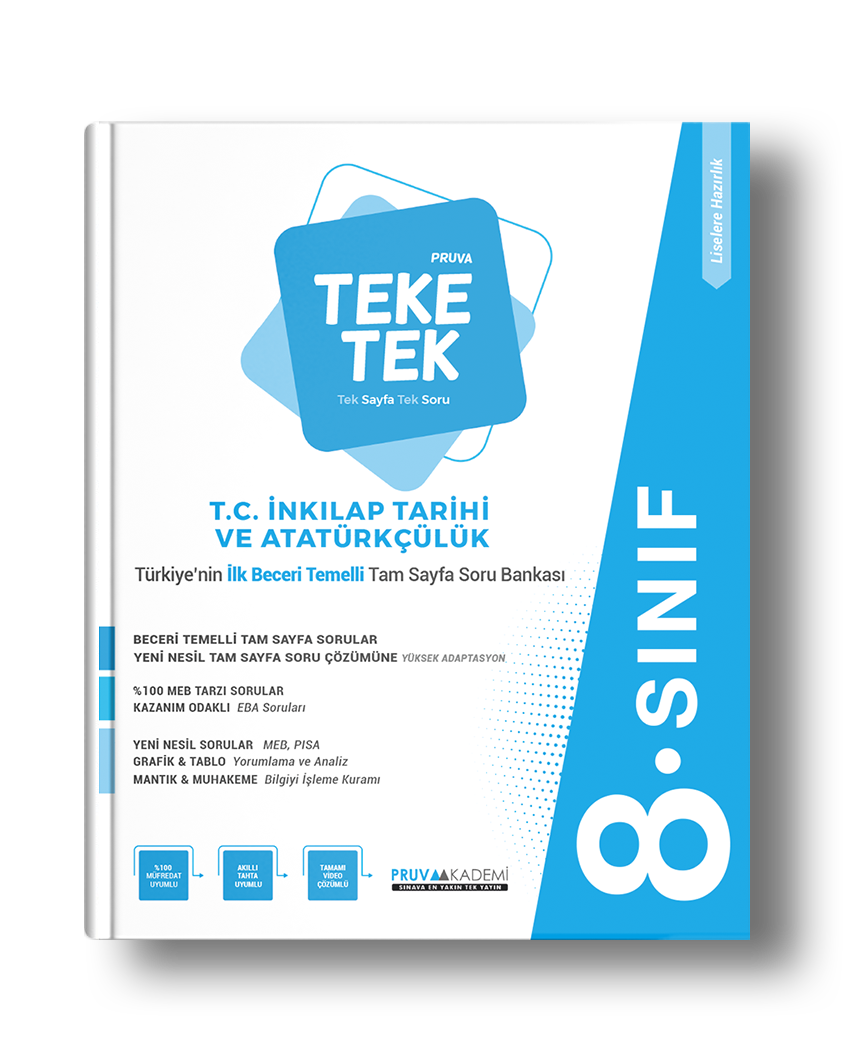 Liselere Hazırlık
PRUVA
TEKE
TEK
Tek Sayfa Tek Soru
T.C. İNKILAP TARİHİ
VE ATATÜRKÇÜLÜK
Türkiye'nin İlk Beceri Temelli Tam Sayfa Soru Bankası
BECERİ TEMELLİ TAM SAYFA SORULAR
YENİ NESİL TAM SAYFA SORU ÇÖZÜMÜNE YÜKSEK ADAPTASYON
%100 MEB TARZI SORULAR
KAZANIM ODAKLI EBA Soruları
YENİ NESİL SORULAR MEB, PISA
GRAFİK & TABLO Yorumlama ve Analiz
MANTIK & MUHAKEME Bilgiyi İşleme Kuramı
8. SINIF
%100
MÜFREDAT
UYUMLU
AKILLI
TAHTA
UYUMLU
TAMAMI
VİDEO
ÇÖZÜMLÜ
PRUVAAKADEMİ
SINAVA EN YAKIN TEK YAYIN